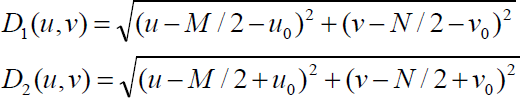 D₁(u,v)=√((u−M/2−u₀)²+(v−N/2−v₀)²)
D₂(u,v)=√((u−M/2+u₀)²+(v−N/2+v₀)²)